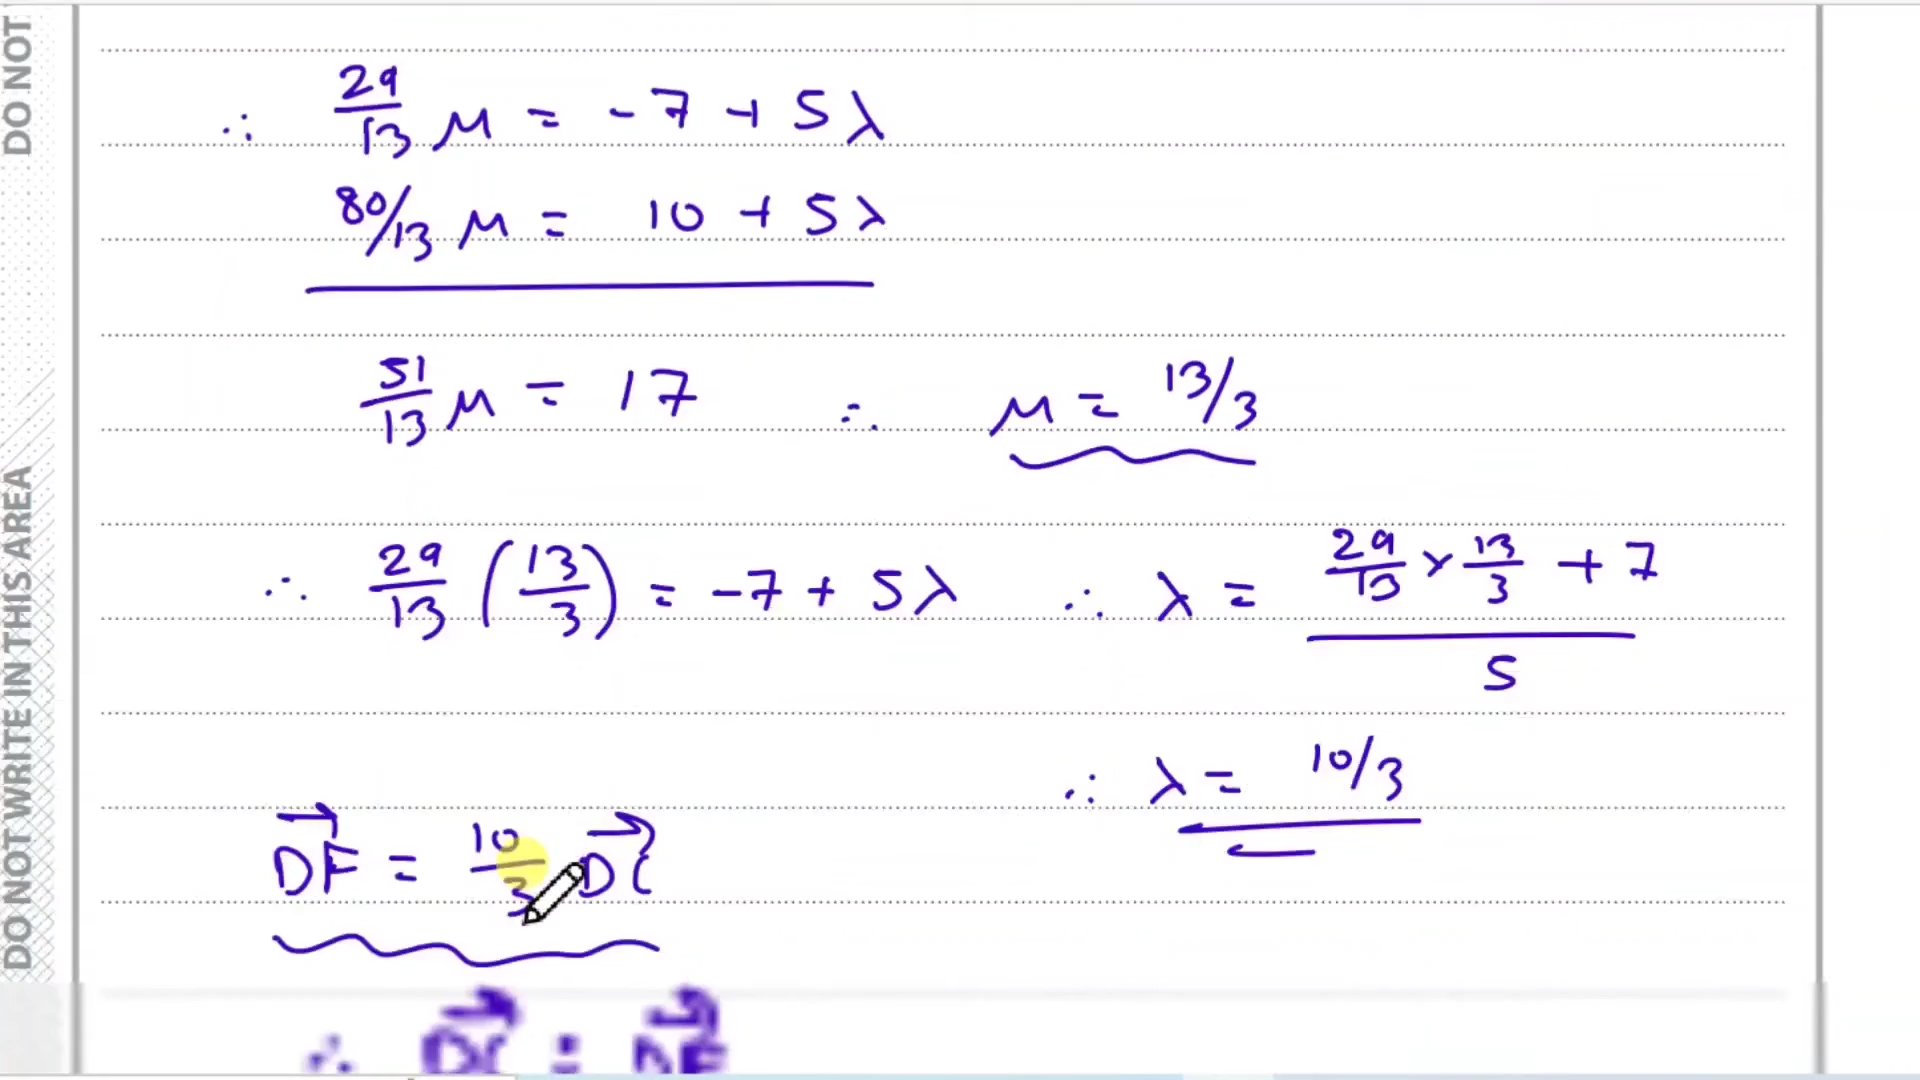 DO NOT
∴ 29/13 μ = -7 + 5λ
80/13 μ = 10 + 5λ
51/13 μ = 17 ∴ μ = 13/3
∴ 29/13 (13/3) = -7 + 5λ ∴ λ = (29/13 × 13/3 + 7)/5
∴ λ = 10/3
DF = 10/3 DC
DO NOT WRITE IN THIS AREA